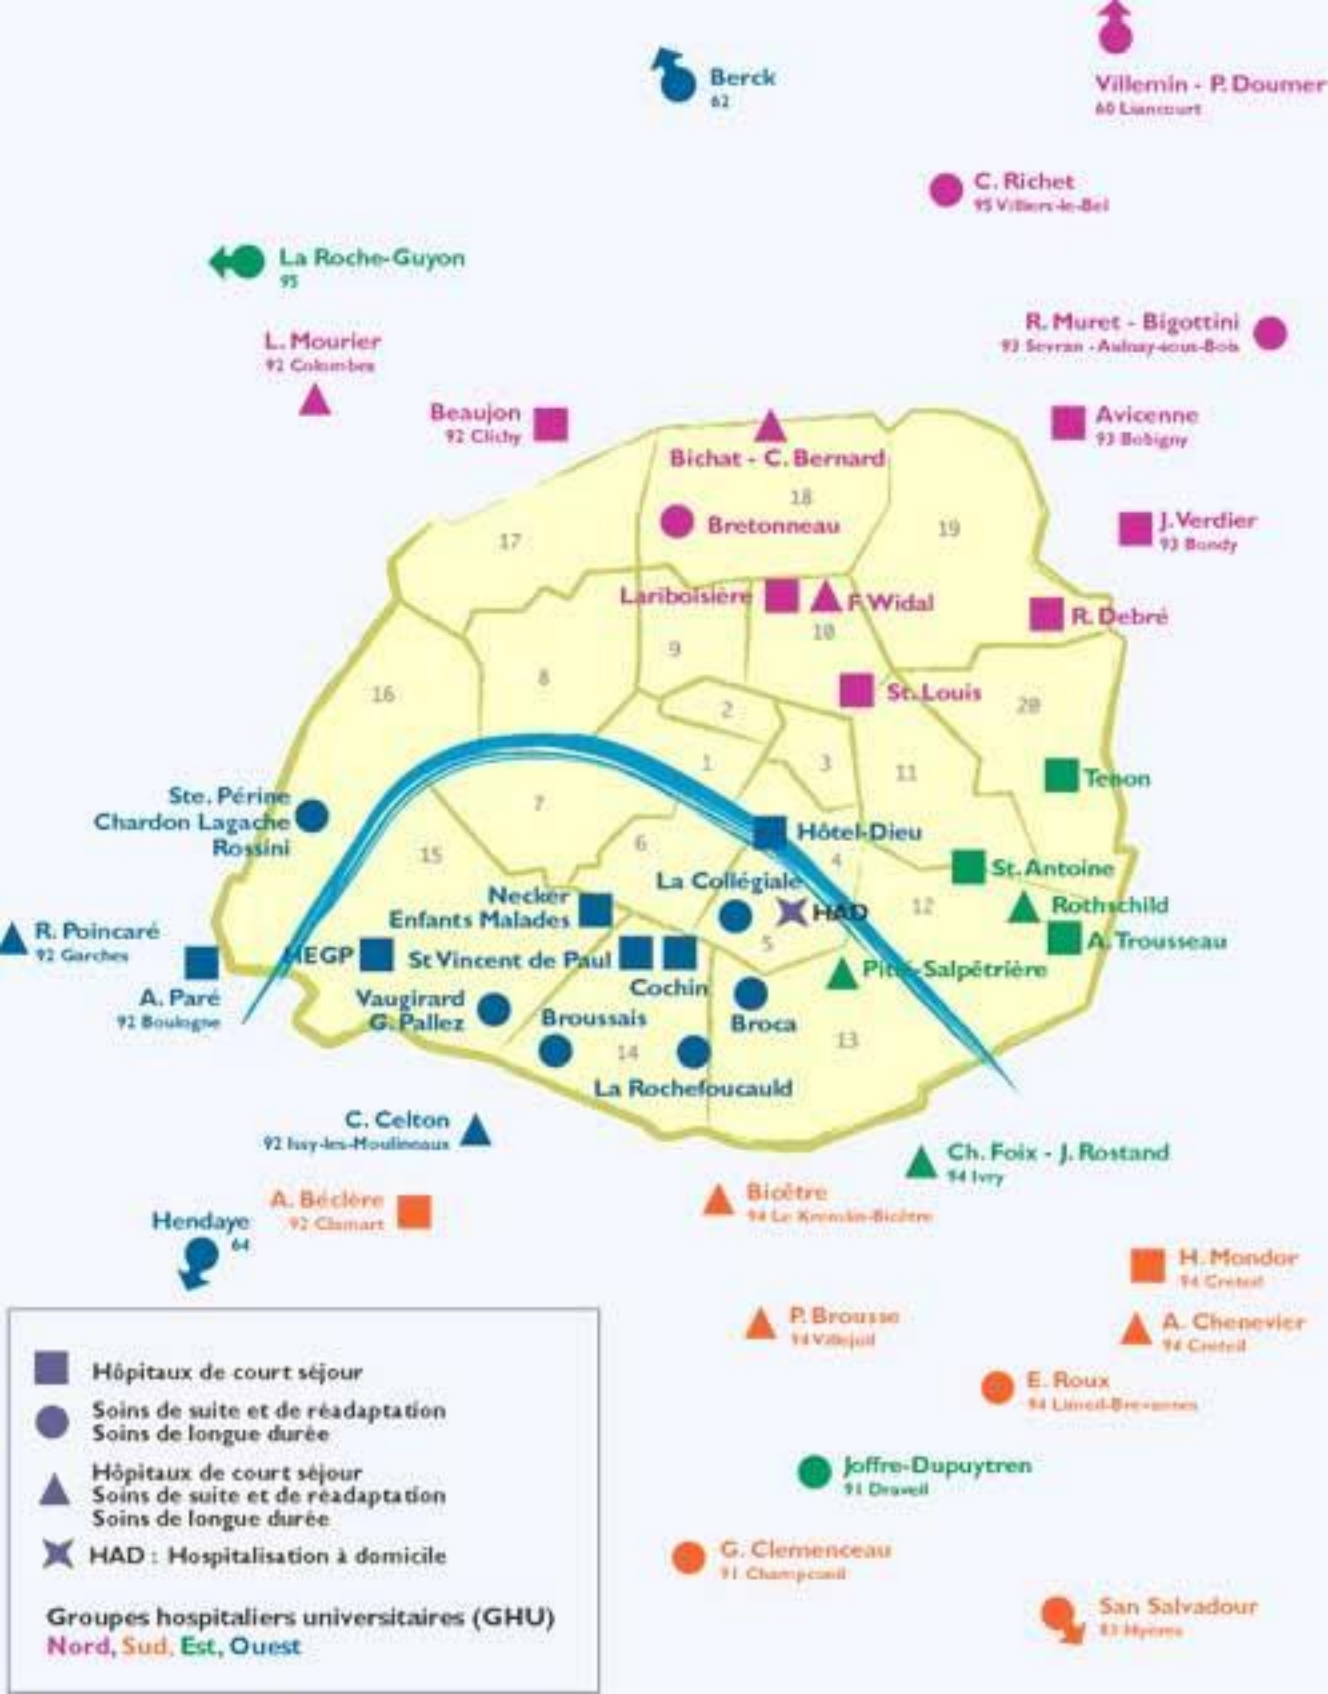 Berck
62
Villemin - P. Doumer
60 Liancourt
C. Richet
95 Villiers-le-Bel
La Roche-Guyon
95
L. Mourier
92 Colombes
R. Muret - Bigottini
93 Sevran - Aulnay-sous-Bois
Beaujon
92 Clichy
Avicenne
93 Bobigny
Bichat - C. Bernard
18
Bretonneau
17
19
J. Verdier
93 Bondy
Lariboisière
F. Widal
R. Debré
10
9
8
16
St. Louis
2
20
1
3
11
Tenon
7
Ste. Périne
Chardon Lagache
Rossini
15
6
Hôtel-Dieu
4
St. Antoine
La Collégiale
Necker
Enfants Malades
HAD
12
Rothschild
R. Poincaré
92 Garches
5
A. Trousseau
HEGP
St Vincent de Paul
Pitié-Salpêtrière
Cochin
A. Paré
92 Boulogne
Vaugirard
G. Pallez
Broussais
Broca
14
13
La Rochefoucauld
C. Celton
92 Issy-les-Moulineaux
Ch. Foix - J. Rostand
94 Ivry
A. Béclère
92 Clamart
Bicêtre
94 Le Kremlin-Bicêtre
Hendaye
64
H. Mondor
94 Créteil
P. Brousse
94 Villejuif
A. Chenevier
94 Créteil
E. Roux
94 Limeil-Brévannes
Joffre-Dupuytren
91 Draveil
G. Clemenceau
91 Champcueil
San Salvadour
83 Hyères
Hôpitaux de court séjour
Soins de suite et de réadaptation
Soins de longue durée
Hôpitaux de court séjour
Soins de suite et de réadaptation
Soins de longue durée
HAD : Hospitalisation à domicile
Groupes hospitaliers universitaires (GHU)
Nord, Sud, Est, Ouest